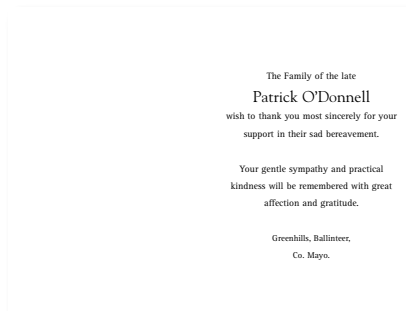 The Family of the late
Patrick O'Donnell
wish to thank you most sincerely for your
support in their sad bereavement.
Your gentle sympathy and practical
kindness will be remembered with great
affection and gratitude.
Greenhills, Ballinteer,
Co. Mayo.